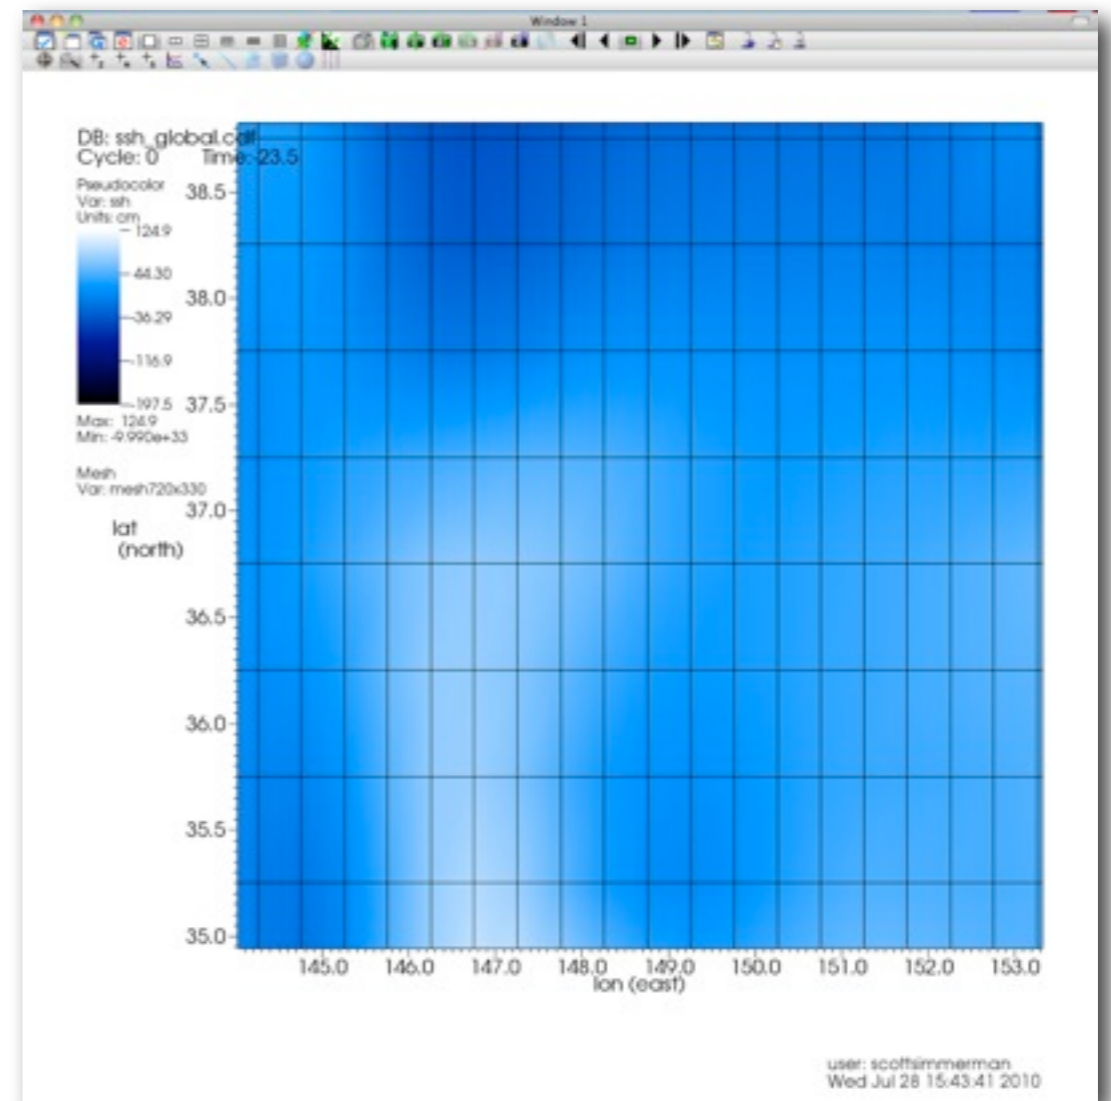 Window 1
DB: ssh_global.cdf
Cycle: 0 Time:23.5
Pseudocolor
Var: ssh
Units: cm
124.9
44.30
-36.29
-116.9
-197.5
Max: 124.9
Min: -9.990e+33
Mesh
Var: mesh720x330
lat
(north)
38.5
38.0
37.5
37.0
36.5
36.0
35.5
35.0
145.0 146.0 147.0 148.0 149.0 150.0 151.0 152.0 153.0
lon (east)
user: scottsimmerman
Wed Jul 28 15:43:41 2010